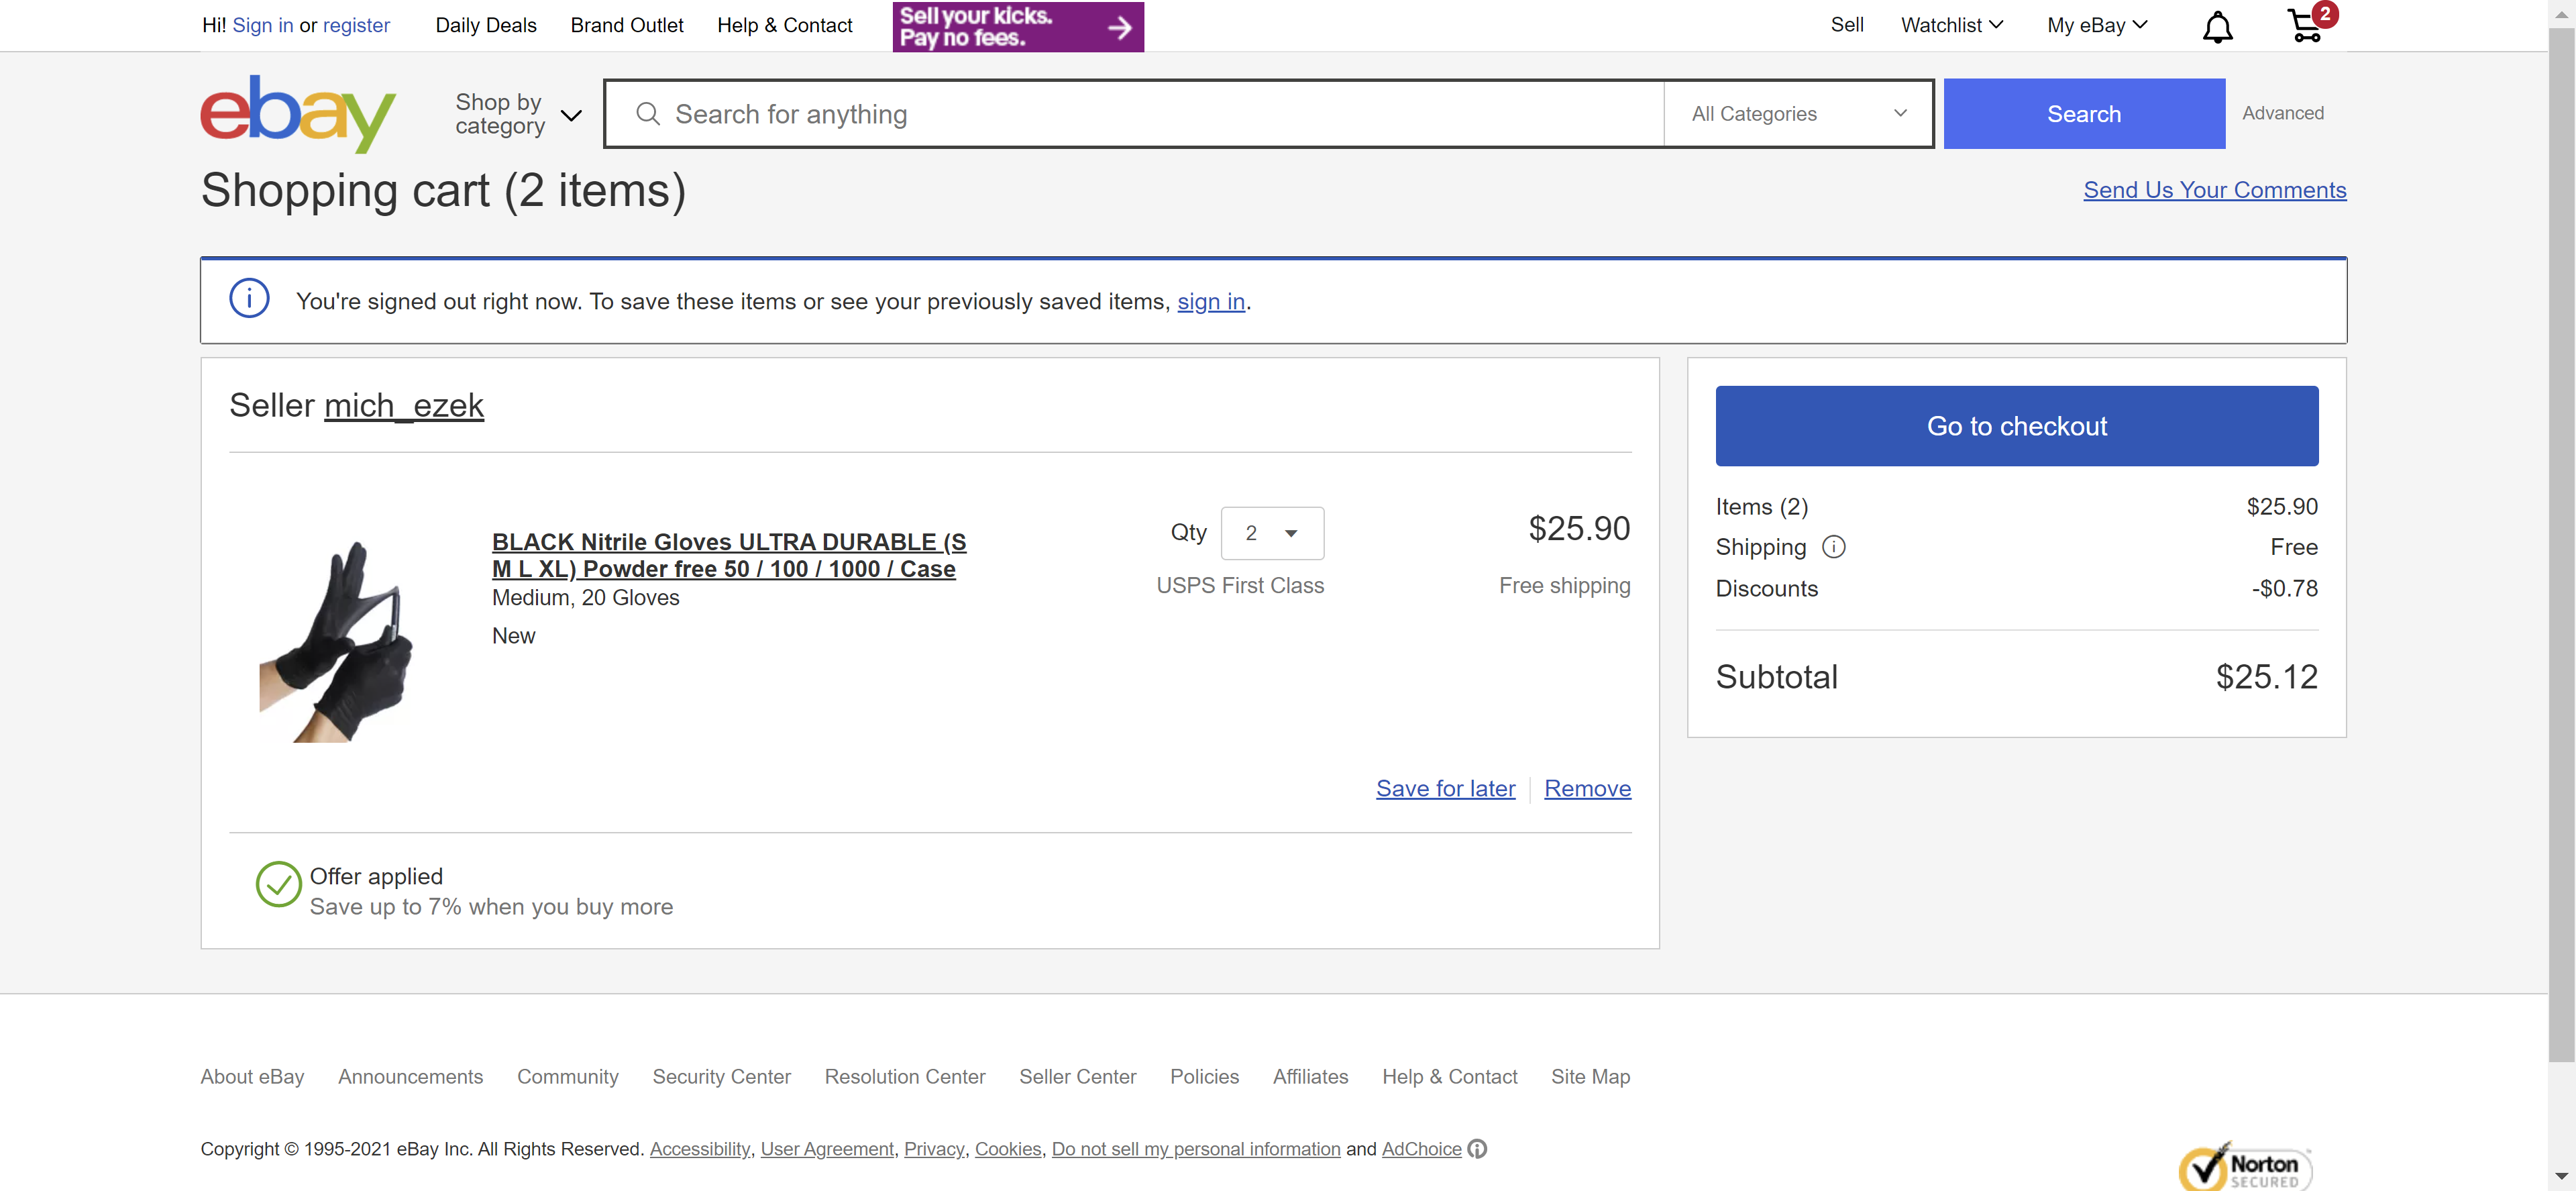 Hi! Sign in or register
Daily Deals
Brand Outlet
Help & Contact
Sell your kicks.
Pay no fees.
Sell
Watchlist
My eBay
2
ebay
Shop by
category
Search for anything
All Categories
Search
Advanced
Shopping cart (2 items)
Send Us Your Comments
You're signed out right now. To save these items or see your previously saved items, sign in.
Seller mich_ezek
BLACK Nitrile Gloves ULTRA DURABLE (S
M L XL) Powder free 50 / 100 / 1000 / Case
Medium, 20 Gloves
New
Qty 2
USPS First Class
$25.90
Free shipping
Save for later
Remove
Offer applied
Save up to 7% when you buy more
Go to checkout
Items (2) $25.90
Shipping Free
Discounts -$0.78
Subtotal $25.12
About eBay
Announcements
Community
Security Center
Resolution Center
Seller Center
Policies
Affiliates
Help & Contact
Site Map
Copyright © 1995-2021 eBay Inc. All Rights Reserved. Accessibility, User Agreement, Privacy, Cookies, Do not sell my personal information and AdChoice
Norton
SECURED